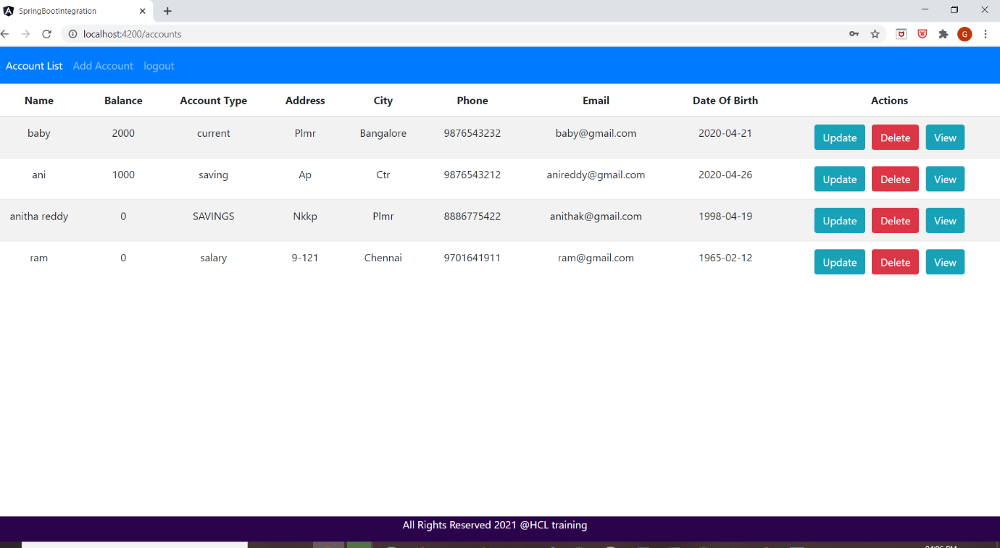 SpringBootIntegration
localhost:4200/accounts
G
Account List Add Account logout
Name Balance Account Type Address City Phone Email Date Of Birth Actions
baby 2000 current Plmr Bangalore 9876543232 baby@gmail.com 2020-04-21 Update Delete View
ani 1000 saving Ap Ctr 9876543212 anireddy@gmail.com 2020-04-26 Update Delete View
anitha reddy 0 SAVINGS Nkkp Plmr 8886775422 anithak@gmail.com 1998-04-19 Update Delete View
ram 0 salary 9-121 Chennai 9701641911 ram@gmail.com 1965-02-12 Update Delete View
All Rights Reserved 2021 @HCL training